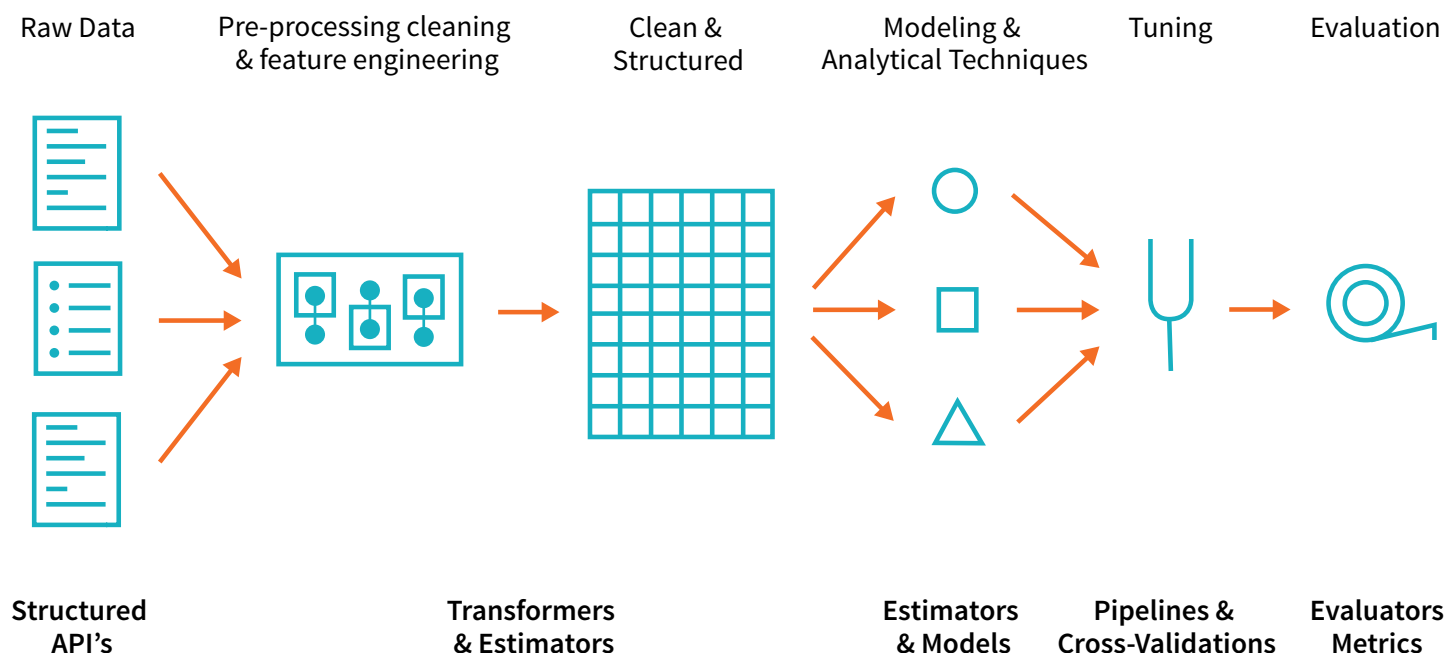 Raw Data
Pre-processing cleaning
& feature engineering
Clean &
Structured
Modeling &
Analytical Techniques
Tuning
Evaluation
Structured
API’s
Transformers
& Estimators
Estimators
& Models
Pipelines &
Cross-Validations
Evaluators
Metrics